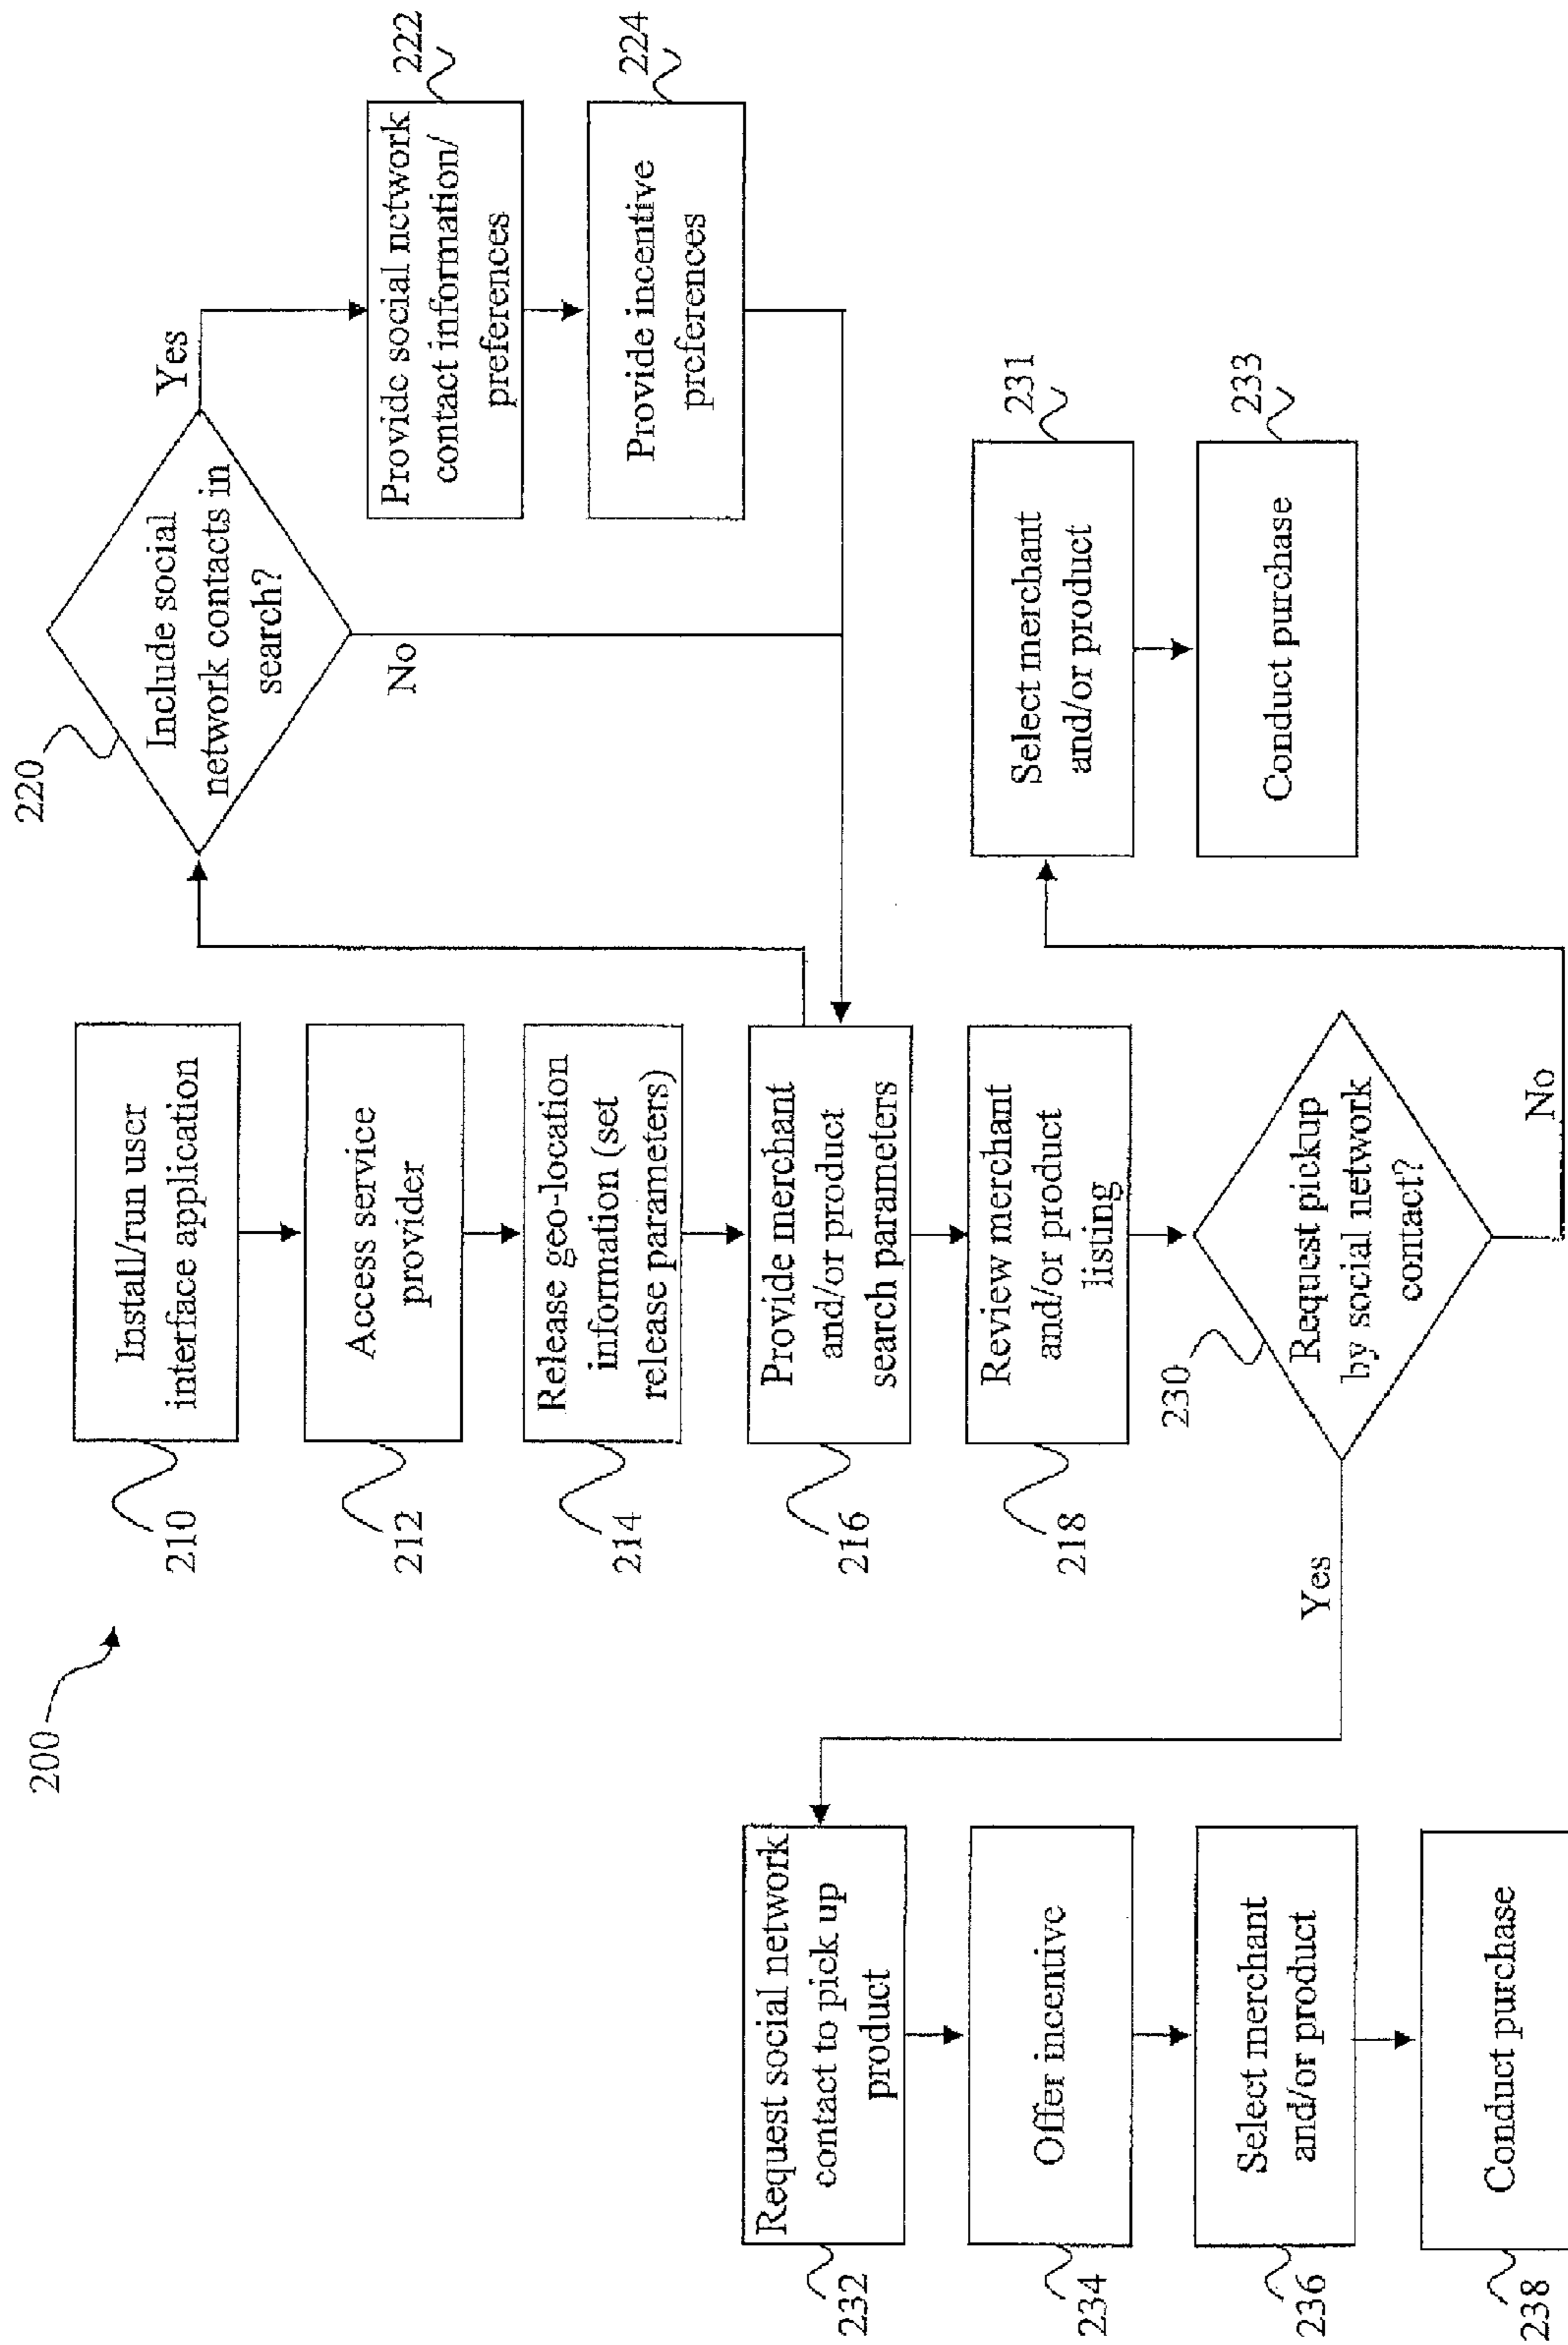 200
210
Install/run user
interface application
212
Access service
provider
214
Release geo-location
information (set
release parameters)
216
Provide merchant
and/or product
search parameters
218
Review merchant
and/or product
listing
220
Include social
network contacts in
search?
Yes
No
222
Provide social network
contact information/
preferences
224
Provide incentive
preferences
230
Request pickup
by social network
contact?
Yes
No
231
Select merchant
and/or product
233
Conduct purchase
232
Request social network
contact to pick up
product
234
Offer incentive
236
Select merchant
and/or product
238
Conduct purchase